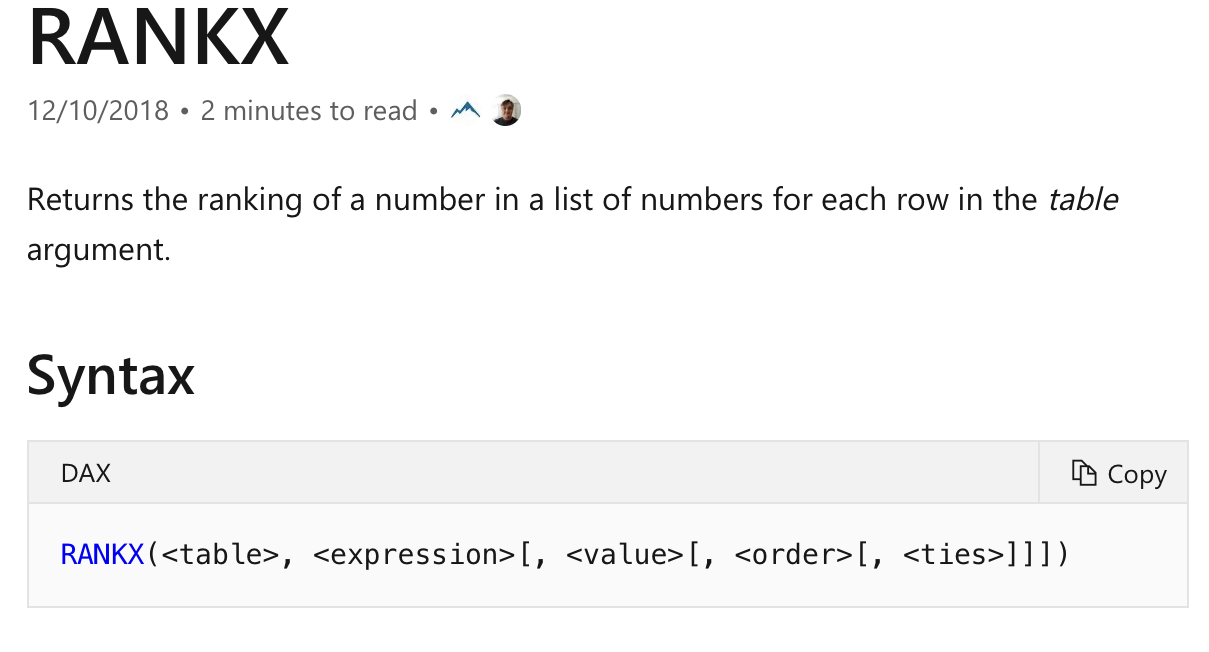 RANKX
12/10/2018 • 2 minutes to read •
Returns the ranking of a number in a list of numbers for each row in the table
argument.
Syntax
DAX
Copy
RANKX(<table>, <expression>[, <value>[, <order>[, <ties>]]])